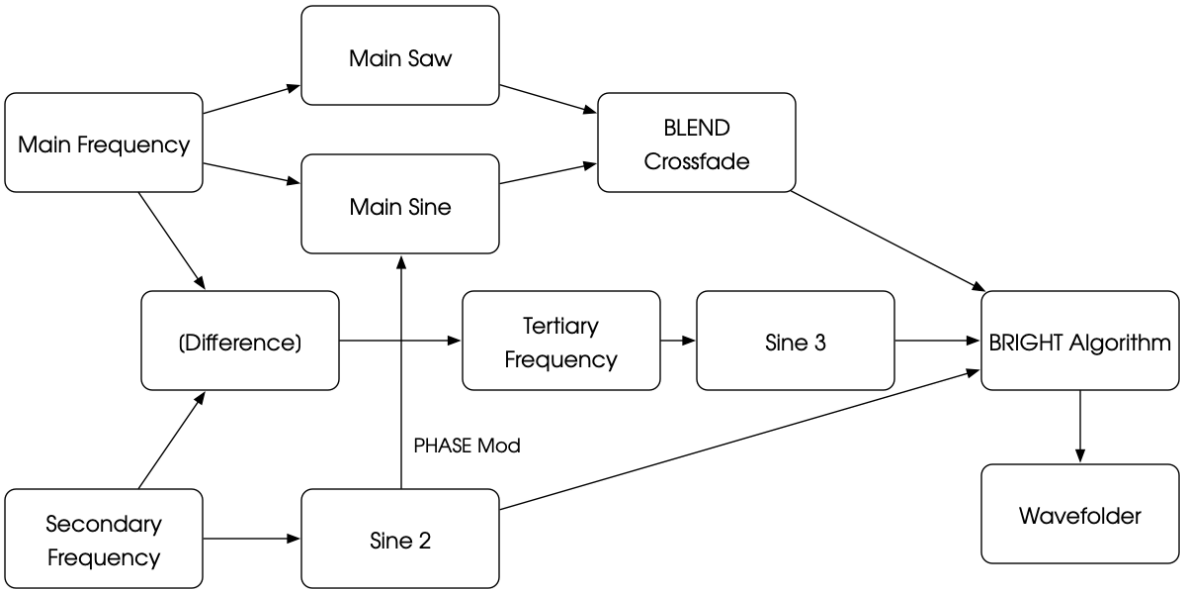 Main Saw
Main Frequency
BLEND
Crossfade
Main Sine
(Difference)
Tertiary
Frequency
Sine 3
BRIGHT Algorithm
PHASE Mod
Secondary
Frequency
Sine 2
Wavefolder